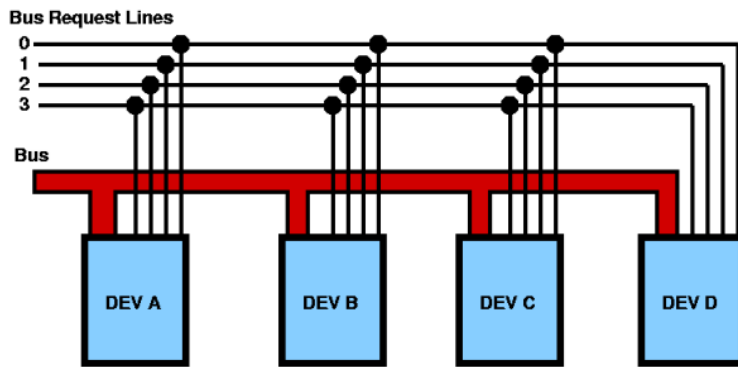 Bus Request Lines
0
1
2
3
Bus
DEV A
DEV B
DEV C
DEV D